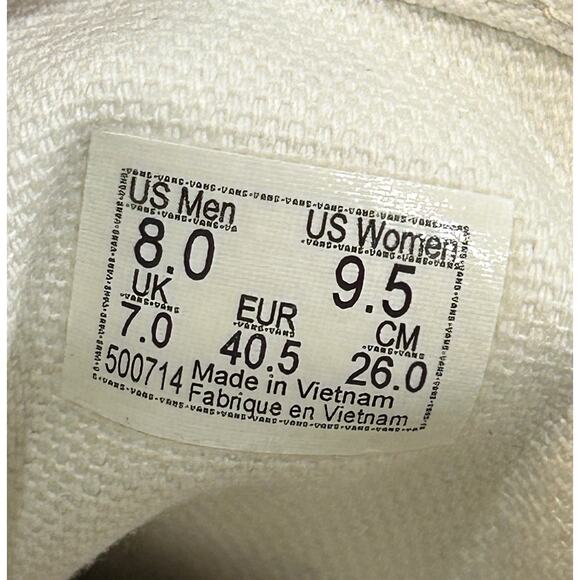 US Men US Women
8.0 9.5
UK EUR CM
7.0 40.5 26.0
500714 Made in Vietnam
Fabrique en Vietnam